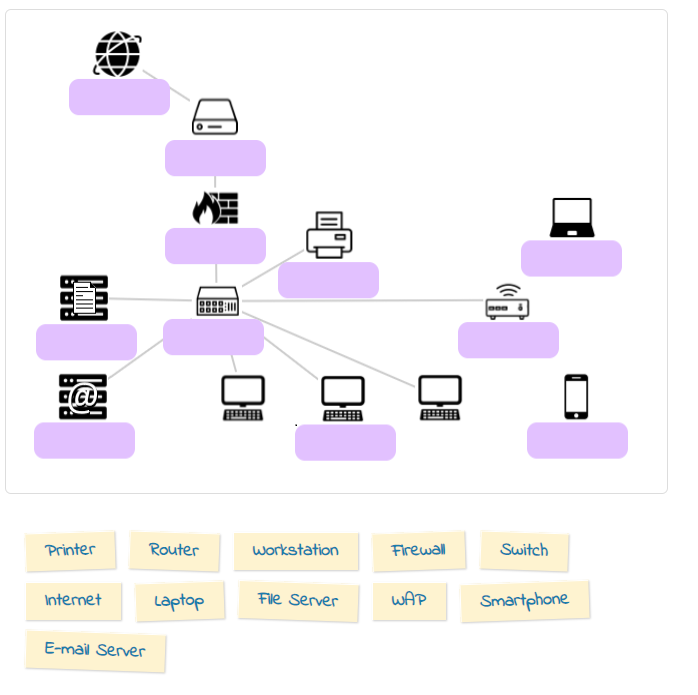 @
Printer Router Workstation Firewall Switch
Internet Laptop File Server WAP Smartphone
E-mail Server